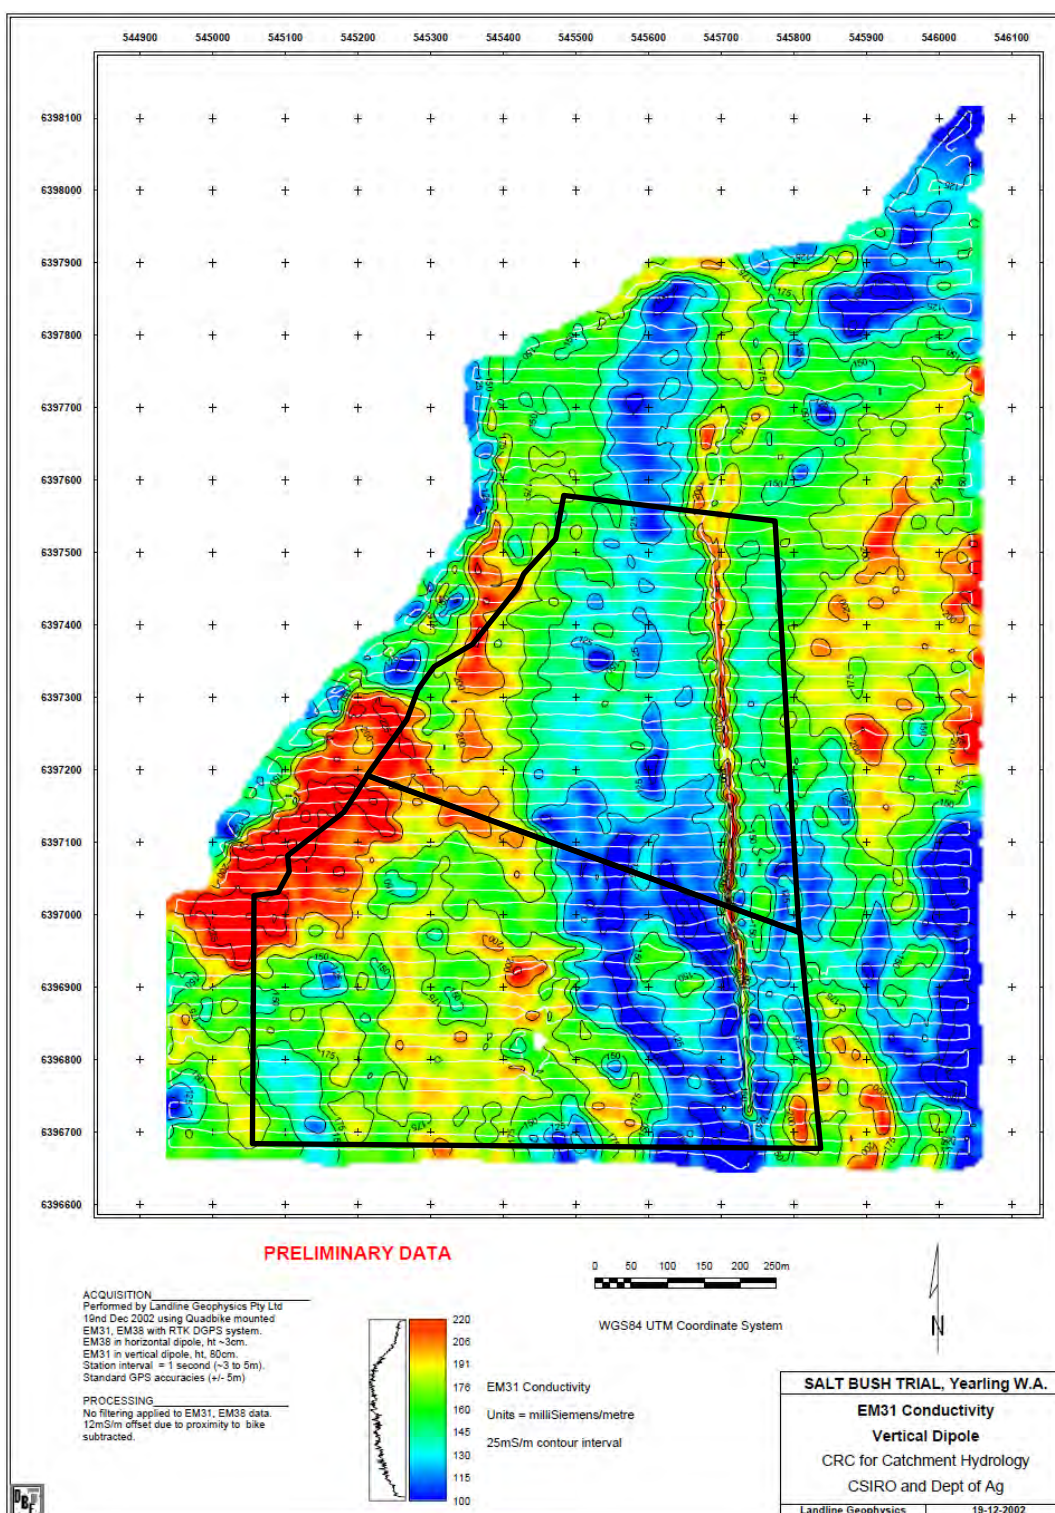 544900 545000 545100 545200 545300 545400 545500 545600 545700 545800 545900 546000 546100
6398100
6398000
6397900
6397800
6397700
6397600
6397500
6397400
6397300
6397200
6397100
6397000
6396900
6396800
6396700
6396600
PRELIMINARY DATA
ACQUISITION
Performed by Landline Geophysics Pty Ltd
19nd Dec 2002 using Quadbike mounted
EM31, EM38 with RTK DGPS system.
EM38 in horizontal dipole, ht ~3cm.
EM31 in vertical dipole, ht, 80cm.
Station interval = 1 second (~3 to 5m).
Standard GPS accuracies (+/- 5m)
PROCESSING
No filtering applied to EM31, EM38 data.
12mS/m offset due to proximity to bike
subtracted.
220
206
191
176
160
145
130
115
100
EM31 Conductivity
Units = milliSiemens/metre
25mS/m contour interval
0 50 100 150 200 250m
WGS84 UTM Coordinate System
N
SALT BUSH TRIAL, Yearling W.A.
EM31 Conductivity
Vertical Dipole
CRC for Catchment Hydrology
CSIRO and Dept of Ag
Landline Geophysics 19-12-2002